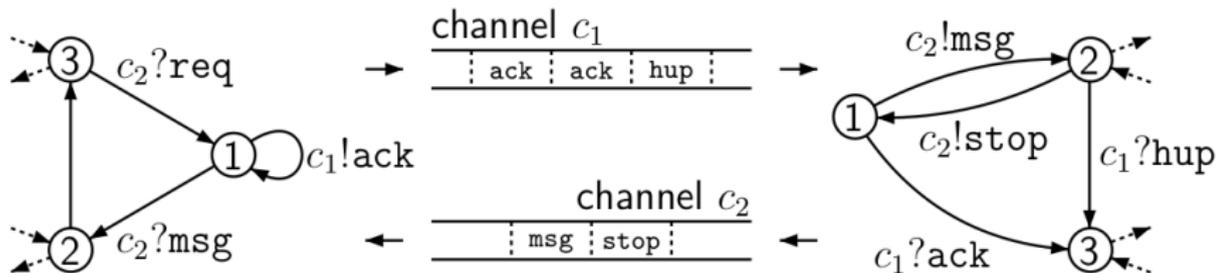 channel c₁
c₂!msg
3
2
c₂?req
ack ack hup
1
1
c₂!stop
c₁!ack
c₁?hup
channel c₂
c₂?msg
msg stop
2
3
c₁?ack